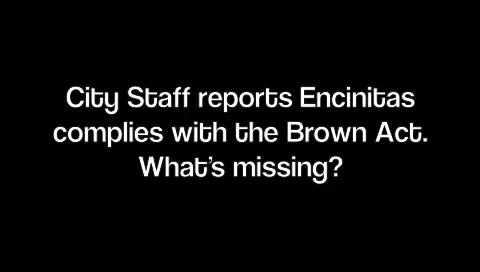 City Staff reports Encinitas
complies with the Brown Act.
What's missing?